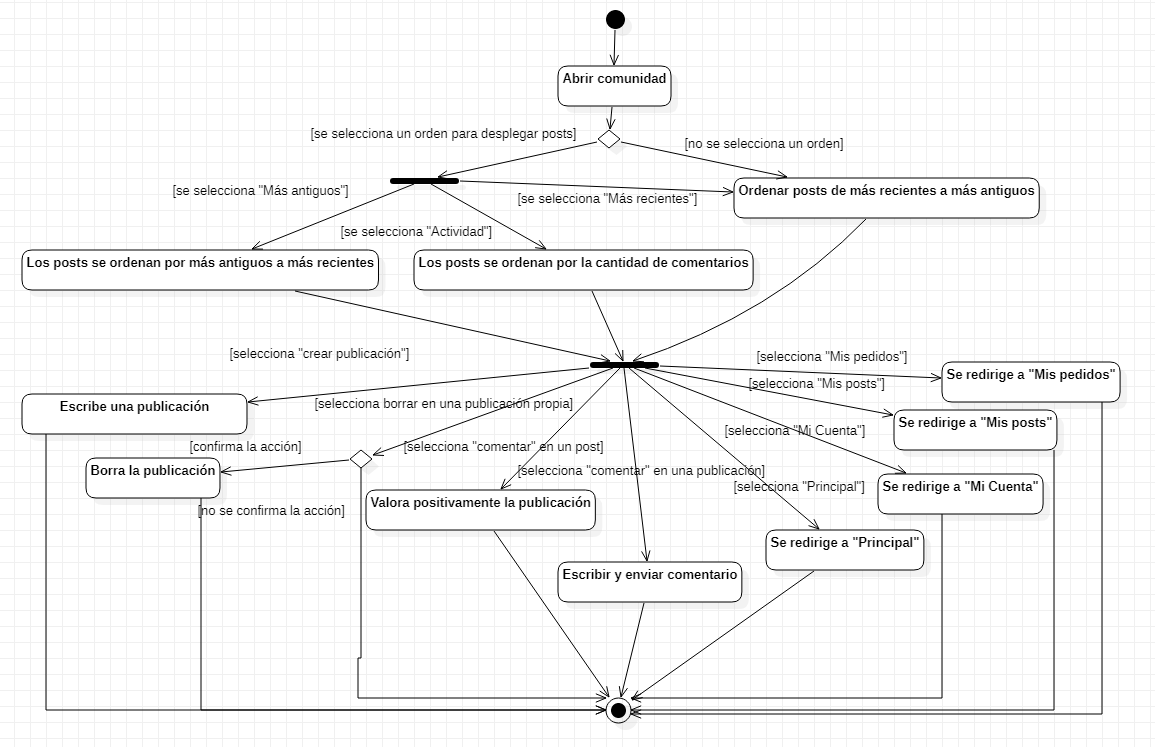 Abrir comunidad
[se selecciona un orden para desplegar posts]
[no se selecciona un orden]
[se selecciona "Más antiguos"]
[se selecciona "Más recientes"]
Ordenar posts de más recientes a más antiguos
[se selecciona "Actividad"]
Los posts se ordenan por más antiguos a más recientes
Los posts se ordenan por la cantidad de comentarios
[selecciona "crear publicación"]
[selecciona "Mis pedidos"]
Se redirige a "Mis pedidos"
[selecciona "Mis posts"]
Escribe una publicación
[selecciona borrar en una publicación propia]
Se redirige a "Mis posts"
[selecciona "Mi Cuenta"]
[confirma la acción]
[selecciona "comentar" en un post]
Borra la publicación
[selecciona "comentar" en una publicación]
[selecciona "Principal"]
Se redirige a "Mi Cuenta"
[no se confirma la acción]
Valora positivamente la publicación
Se redirige a "Principal"
Escribir y enviar comentario